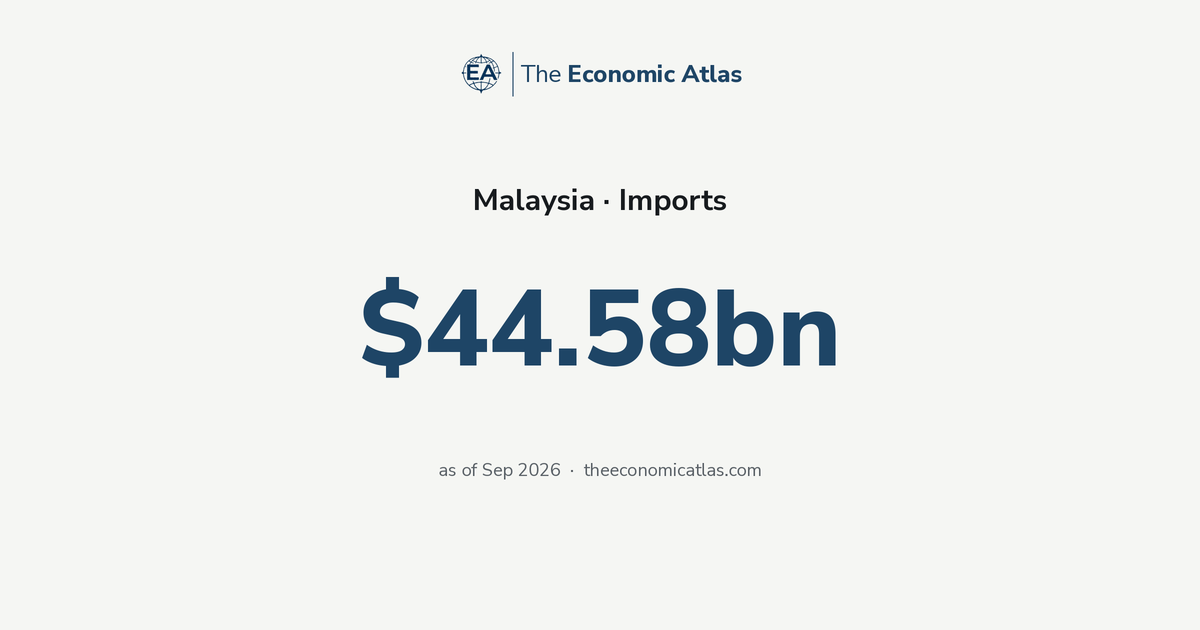 EA The Economic Atlas
Malaysia · Imports
$44.58bn
as of Sep 2026 · theeconomicatlas.com